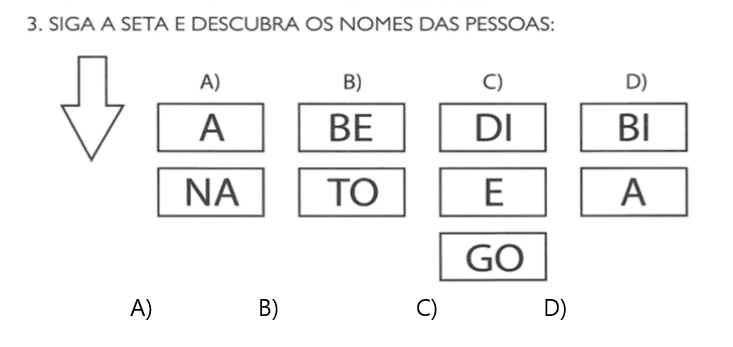 3. SIGA A SETA E DESCUBRA OS NOMES DAS PESSOAS:
A) B) C) D)
A BE DI BI
NA TO E A
GO
A) B) C) D)